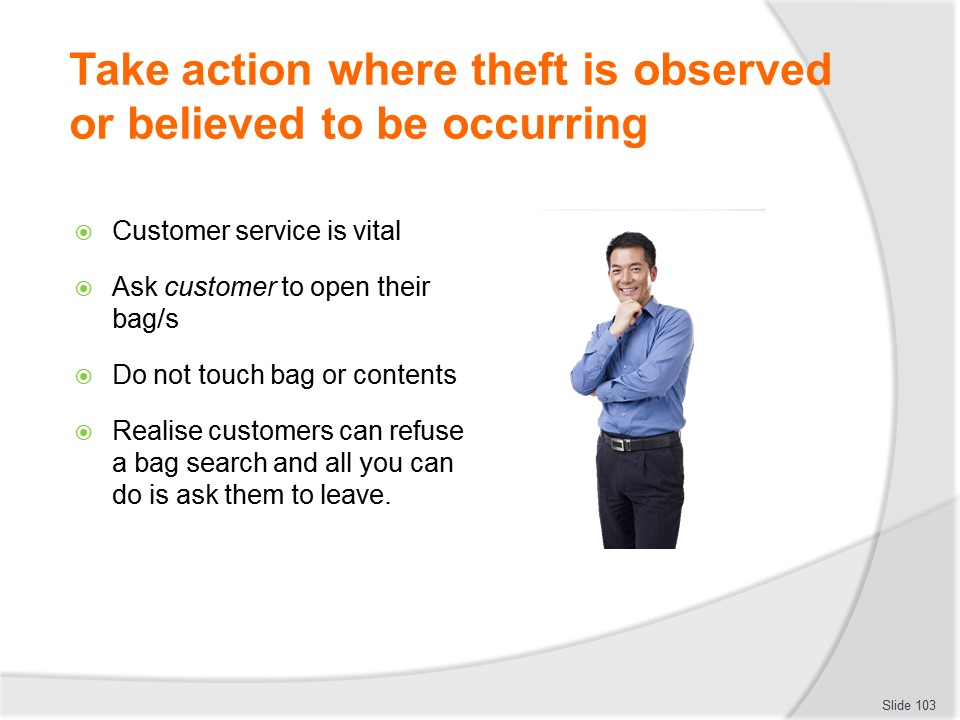 Take action where theft is observed
or believed to be occurring
Customer service is vital
Ask customer to open their
bag/s
Do not touch bag or contents
Realise customers can refuse
a bag search and all you can
do is ask them to leave.
Slide 103